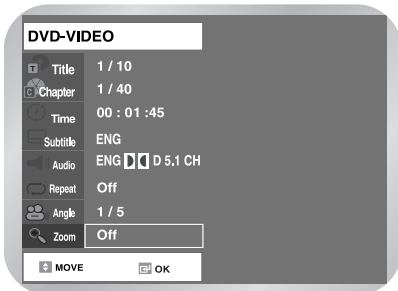 DVD-VIDEO
T Title 1 / 10
C Chapter 1 / 40
Time 00 : 01 :45
Subtitle ENG
Audio ENG D 5.1 CH
Repeat Off
Angle 1 / 5
Zoom Off
MOVE OK